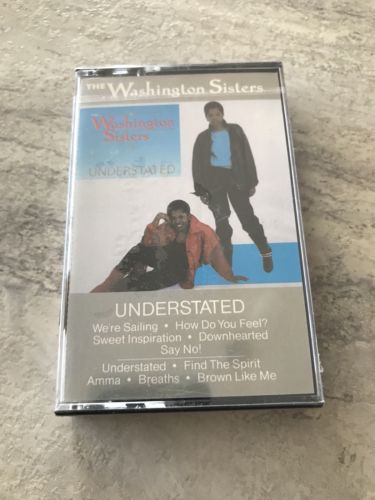 THE Washington Sisters
Washington
Sisters
UNDERSTATED
UNDERSTATED
We're Sailing • How Do You Feel?
Sweet Inspiration • Downhearted
Say No!
Understated • Find The Spirit
Amma • Breaths • Brown Like Me